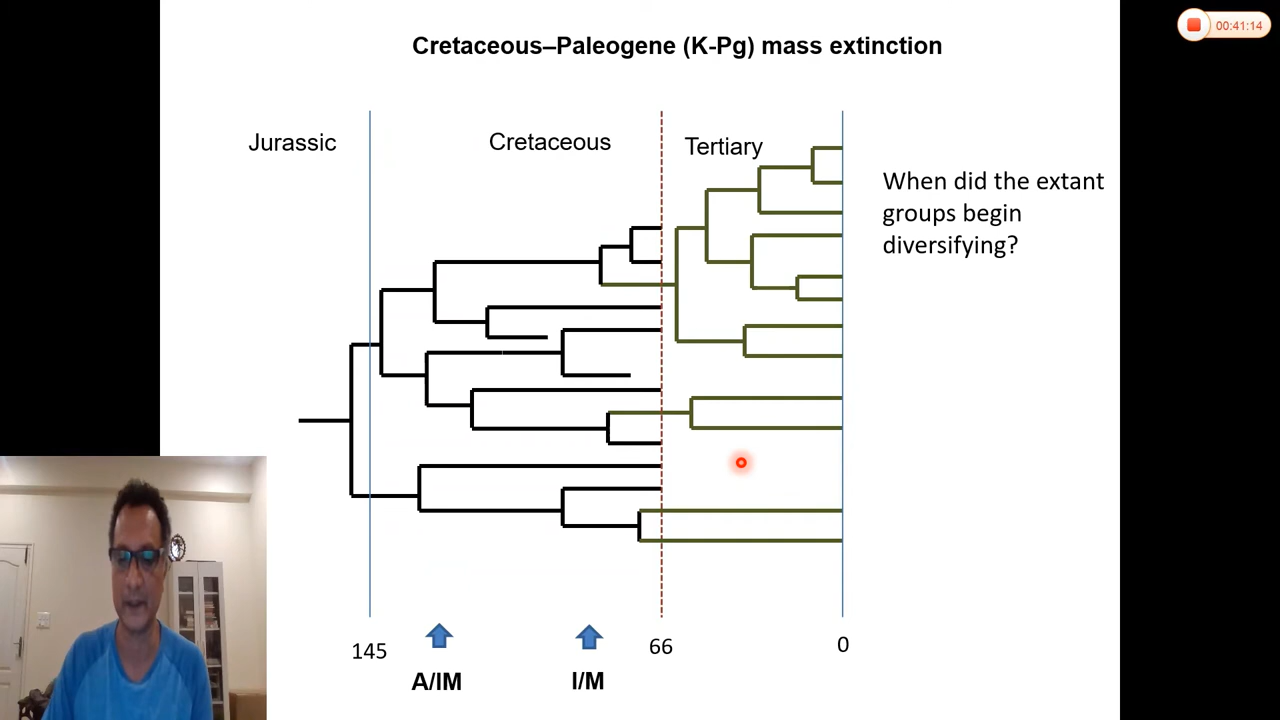 00:41:14
Cretaceous–Paleogene (K-Pg) mass extinction
Jurassic
Cretaceous
Tertiary
When did the extant
groups begin
diversifying?
145
66
0
A/IM
I/M